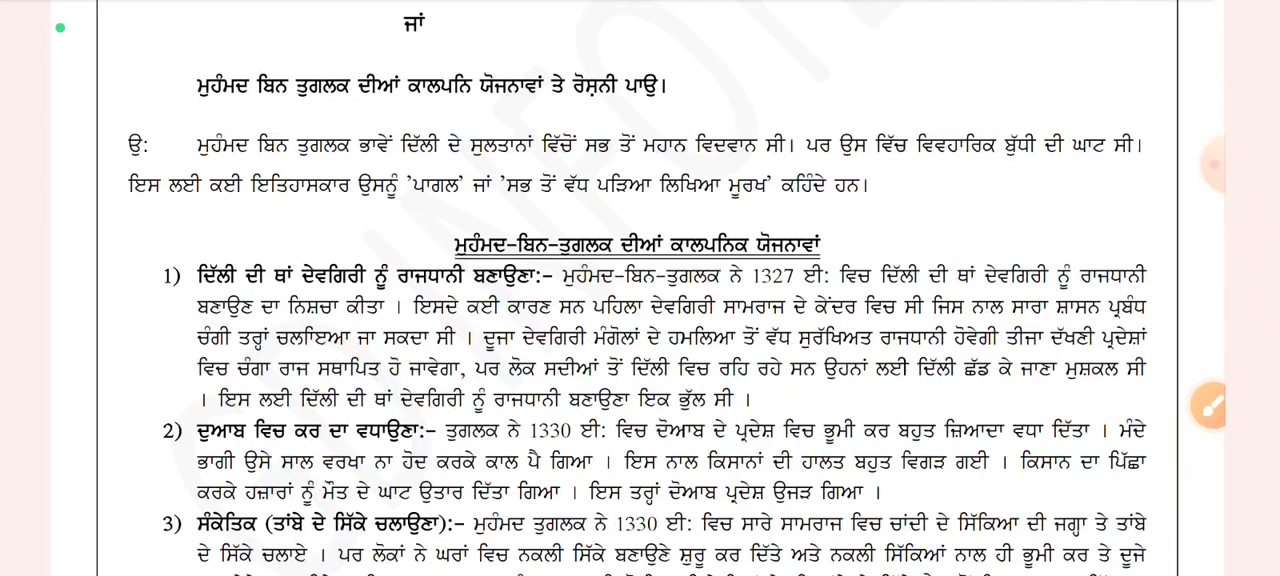 ਜਾਂ
ਮੁਹੰਮਦ ਬਿਨ ਤੁਗਲਕ ਦੀਆਂ ਕਾਲਪਨਿ ਯੋਜਨਾਵਾਂ ਤੇ ਰੋਸ਼ਨੀ ਪਾਉ।
ਉ: ਮੁਹੰਮਦ ਬਿਨ ਤੁਗਲਕ ਭਾਵੇਂ ਦਿੱਲੀ ਦੇ ਸੁਲਤਾਨਾਂ ਵਿੱਚੋਂ ਸਭ ਤੋਂ ਮਹਾਨ ਵਿਦਵਾਨ ਸੀ। ਪਰ ਉਸ ਵਿੱਚ ਵਿਵਹਾਰਿਕ ਬੁੱਧੀ ਦੀ ਘਾਟ ਸੀ।
ਇਸ ਲਈ ਕਈ ਇਤਿਹਾਸਕਾਰ ਉਸਨੂੰ 'ਪਾਗਲ' ਜਾਂ 'ਸਭ ਤੋਂ ਵੱਧ ਪੜਿਆ ਲਿਖਿਆ ਮੂਰਖ' ਕਹਿੰਦੇ ਹਨ।
ਮੁਹੰਮਦ-ਬਿਨ-ਤੁਗਲਕ ਦੀਆਂ ਕਾਲਪਨਿਕ ਯੋਜਨਾਵਾਂ
1) ਦਿੱਲੀ ਦੀ ਥਾਂ ਦੇਵਗਿਰੀ ਨੂੰ ਰਾਜਧਾਨੀ ਬਣਾਉਣਾ:- ਮੁਹੰਮਦ-ਬਿਨ-ਤੁਗਲਕ ਨੇ 1327 ਈ: ਵਿਚ ਦਿੱਲੀ ਦੀ ਥਾਂ ਦੇਵਗਿਰੀ ਨੂੰ ਰਾਜਧਾਨੀ
ਬਣਾਉਣ ਦਾ ਨਿਸ਼ਚਾ ਕੀਤਾ । ਇਸਦੇ ਕਈ ਕਾਰਣ ਸਨ ਪਹਿਲਾ ਦੇਵਗਿਰੀ ਸਾਮਰਾਜ ਦੇ ਕੇਂਦਰ ਵਿਚ ਸੀ ਜਿਸ ਨਾਲ ਸਾਰਾ ਸ਼ਾਸਨ ਪ੍ਰਬੰਧ
ਚੰਗੀ ਤਰ੍ਹਾਂ ਚਲਾਇਆ ਜਾ ਸਕਦਾ ਸੀ । ਦੂਜਾ ਦੇਵਗਿਰੀ ਮੰਗੋਲਾਂ ਦੇ ਹਮਲਿਆ ਤੋਂ ਵੱਧ ਸੁਰੱਖਿਅਤ ਰਾਜਧਾਨੀ ਹੋਵੇਗੀ ਤੀਜਾ ਦੱਖਣੀ ਪ੍ਰਦੇਸ਼ਾਂ
ਵਿਚ ਚੰਗਾ ਰਾਜ ਸਥਾਪਿਤ ਹੋ ਜਾਵੇਗਾ, ਪਰ ਲੋਕ ਸਦੀਆਂ ਤੋਂ ਦਿੱਲੀ ਵਿਚ ਰਹਿ ਰਹੇ ਸਨ ਉਹਨਾਂ ਲਈ ਦਿੱਲੀ ਛੱਡ ਕੇ ਜਾਣਾ ਮੁਸ਼ਕਲ ਸੀ
। ਇਸ ਲਈ ਦਿੱਲੀ ਦੀ ਥਾਂ ਦੇਵਗਿਰੀ ਨੂੰ ਰਾਜਧਾਨੀ ਬਣਾਉਣਾ ਇਕ ਭੁੱਲ ਸੀ ।
2) ਦੁਆਬ ਵਿਚ ਕਰ ਦਾ ਵਧਾਉਣਾ:- ਤੁਗਲਕ ਨੇ 1330 ਈ: ਵਿਚ ਦੋਆਬ ਦੇ ਪ੍ਰਦੇਸ਼ ਵਿਚ ਭੂਮੀ ਕਰ ਬਹੁਤ ਜ਼ਿਆਦਾ ਵਧਾ ਦਿੱਤਾ । ਮੰਦੇ
ਭਾਗੀ ਉਸੇ ਸਾਲ ਵਰਖਾ ਨਾ ਹੋਦ ਕਰਕੇ ਕਾਲ ਪੈ ਗਿਆ । ਇਸ ਨਾਲ ਕਿਸਾਨਾਂ ਦੀ ਹਾਲਤ ਬਹੁਤ ਵਿਗੜ ਗਈ । ਕਿਸਾਨ ਦਾ ਪਿੱਛਾ
ਕਰਕੇ ਹਜ਼ਾਰਾਂ ਨੂੰ ਮੌਤ ਦੇ ਘਾਟ ਉਤਾਰ ਦਿੱਤਾ ਗਿਆ । ਇਸ ਤਰ੍ਹਾਂ ਦੋਆਬ ਪ੍ਰਦੇਸ਼ ਉਜੜ ਗਿਆ ।
3) ਸੰਕੇਤਿਕ (ਤਾਂਬੇ ਦੇ ਸਿੱਕੇ ਚਲਾਉਣਾ):- ਮੁਹੰਮਦ ਤੁਗਲਕ ਨੇ 1330 ਈ: ਵਿਚ ਸਾਰੇ ਸਾਮਰਾਜ ਵਿਚ ਚਾਂਦੀ ਦੇ ਸਿੱਕਿਆ ਦੀ ਜਗ੍ਹਾ ਤੇ ਤਾਂਬੇ
ਦੇ ਸਿੱਕੇ ਚਲਾਏ । ਪਰ ਲੋਕਾਂ ਨੇ ਘਰਾਂ ਵਿਚ ਨਕਲੀ ਸਿੱਕੇ ਬਣਾਉਣੇ ਸ਼ੁਰੂ ਕਰ ਦਿੱਤੇ ਅਤੇ ਨਕਲੀ ਸਿੱਕਿਆਂ ਨਾਲ ਹੀ ਭੂਮੀ ਕਰ ਤੇ ਦੂਜੇ